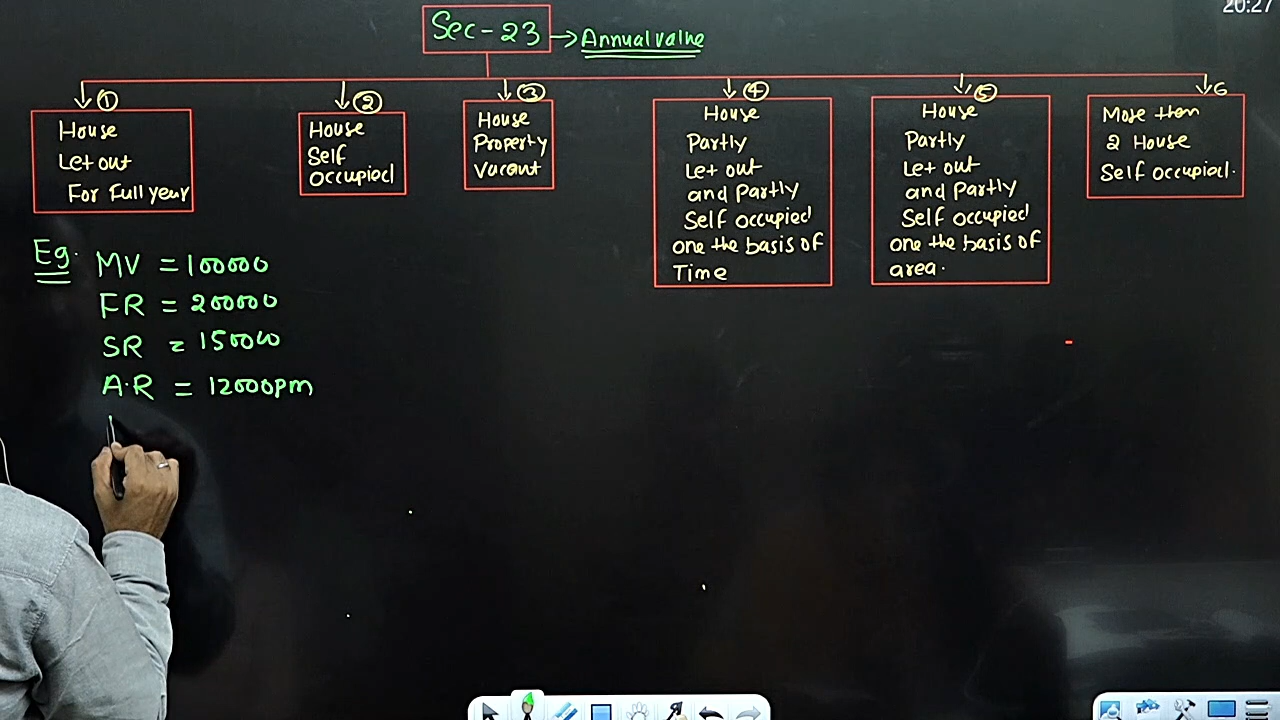 20:27
Sec-23 → Annual value
①
House
Let out
For Full year
②
House
Self
occupied
③
House
Property
Vacant
④
House
Partly
Let out
and Partly
Self occupied
one the basis of
Time
⑤
House
Partly
Let out
and Partly
Self occupied
one the basis of
area.
6
More then
2 House
Self occupied.
Eg. MV = 100000
FR = 200000
SR = 150000
A.R = 12000pm